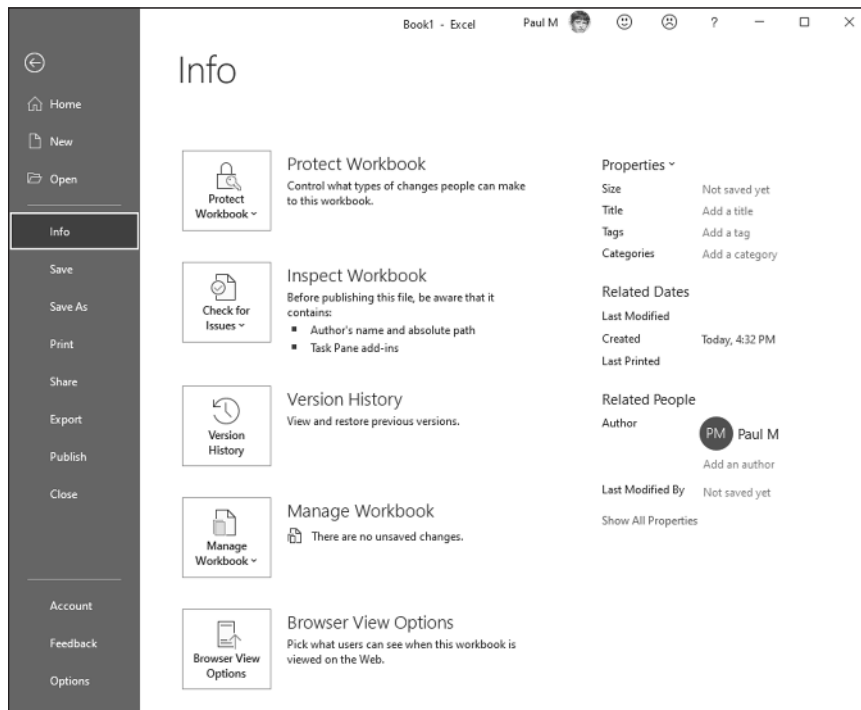 Book1 - Excel
Paul M
?
Info
Home
New
Open
Info
Save
Save As
Print
Share
Export
Publish
Close
Account
Feedback
Options
Protect
Workbook
Protect Workbook
Control what types of changes people can make
to this workbook.
Check for
Issues
Inspect Workbook
Before publishing this file, be aware that it
contains:
Author's name and absolute path
Task Pane add-ins
Version
History
Version History
View and restore previous versions.
Manage
Workbook
Manage Workbook
There are no unsaved changes.
Browser View
Options
Browser View Options
Pick what users can see when this workbook is
viewed on the Web.
Properties
Size Not saved yet
Title Add a title
Tags Add a tag
Categories Add a category
Related Dates
Last Modified
Created Today, 4:32 PM
Last Printed
Related People
Author PM Paul M
Add an author
Last Modified By Not saved yet
Show All Properties